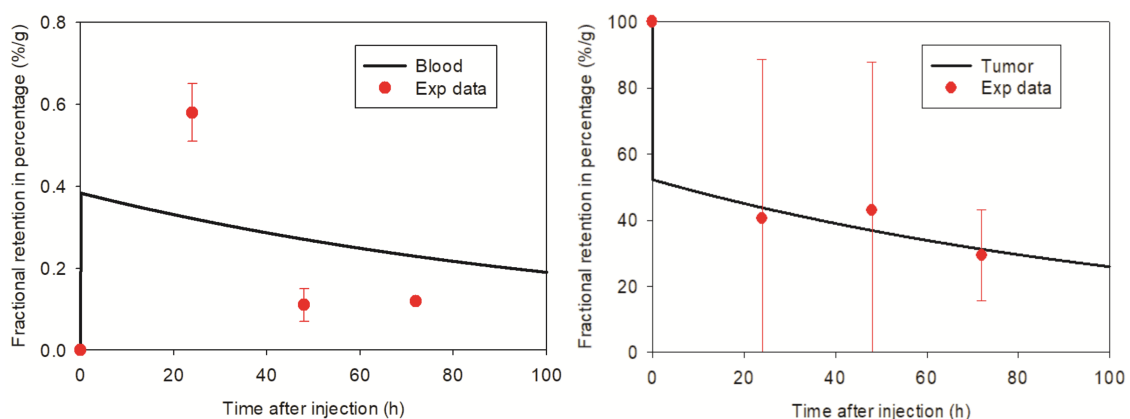 Fractional retention in percentage (%/g)
0.8
0.6
0.4
0.2
0.0
Blood
Exp data
0 20 40 60 80 100
Time after injection (h)
Fractional retention in percentage (%/g)
100
80
60
40
20
0
Tumor
Exp data
0 20 40 60 80 100
Time after injection (h)